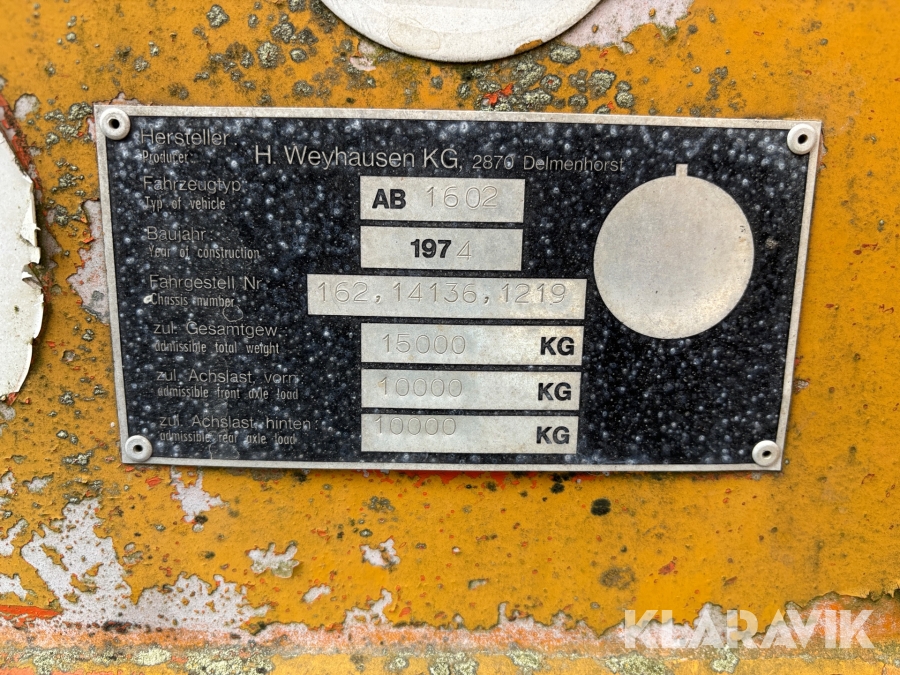 Hersteller
Producer
H. Weyhausen KG, 2870 Delmenhorst
Fahrzeugtyp:
Typ of vehicle
AB 1602
Baujahr:
Year of construction
1974
Fahrgestell Nr.
Chassis number
162,14136,1219
zul. Gesamtgew.
admissible total weight
15000 KG
zul. Achslast, vorn
admissible front axle load
10000 KG
zul. Achslast, hinten
admissible rear axle load
10000 KG
KLARAVIK